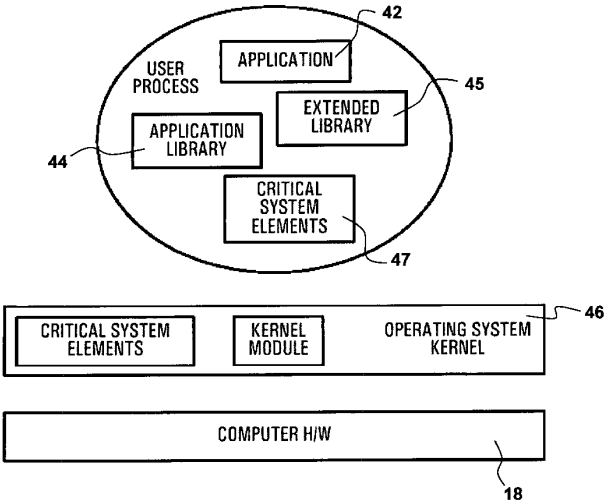 42
APPLICATION
USER
PROCESS
45
EXTENDED
LIBRARY
APPLICATION
LIBRARY
44
CRITICAL
SYSTEM
ELEMENTS
47
46
CRITICAL SYSTEM
ELEMENTS
KERNEL
MODULE
OPERATING SYSTEM
KERNEL
COMPUTER H/W
18